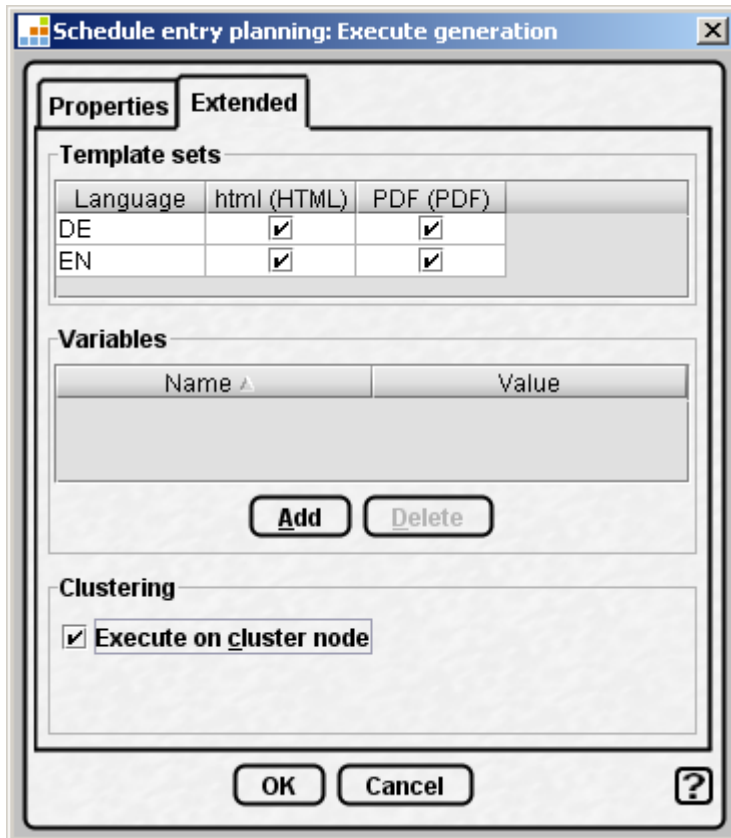 Schedule entry planning: Execute generation
Properties Extended
Template sets
Language html (HTML) PDF (PDF)
DE
EN
Variables
Name Value
Add Delete
Clustering
Execute on cluster node
OK Cancel ?